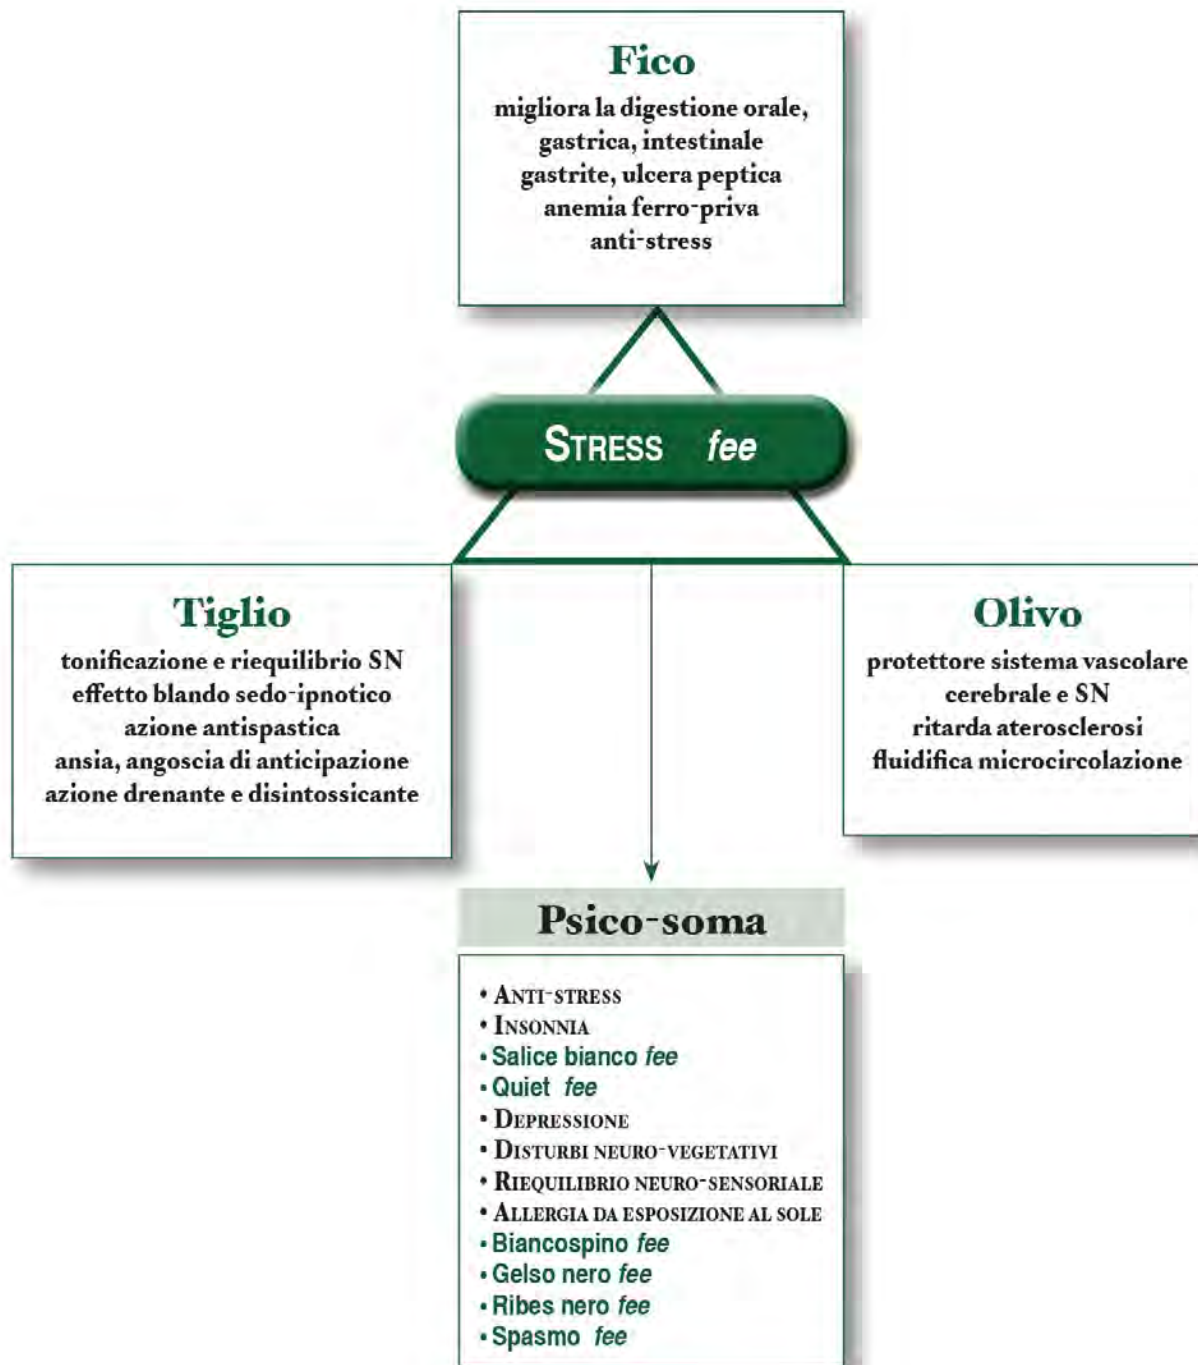 Fico
migliora la digestione orale,
gastrica, intestinale
gastrite, ulcera peptica
anemia ferro-priva
anti-stress
STRESS fee
Tiglio
tonificazione e riequilibrio SN
effetto blando sedo-ipnotico
azione antispastica
ansia, angoscia di anticipazione
azione drenante e disintossicante
Olivo
protettore sistema vascolare
cerebrale e SN
ritarda aterosclerosi
fluidifica microcircolazione
Psico-soma
• ANTI-STRESS
• INSONNIA
• Salice bianco fee
• Quiet fee
• DEPRESSIONE
• DISTURBI NEURO-VEGETATIVI
• RIEQUILIBRIO NEURO-SENSORIALE
• ALLERGIA DA ESPOSIZIONE AL SOLE
• Biancospino fee
• Gelso nero fee
• Ribes nero fee
• Spasmo fee